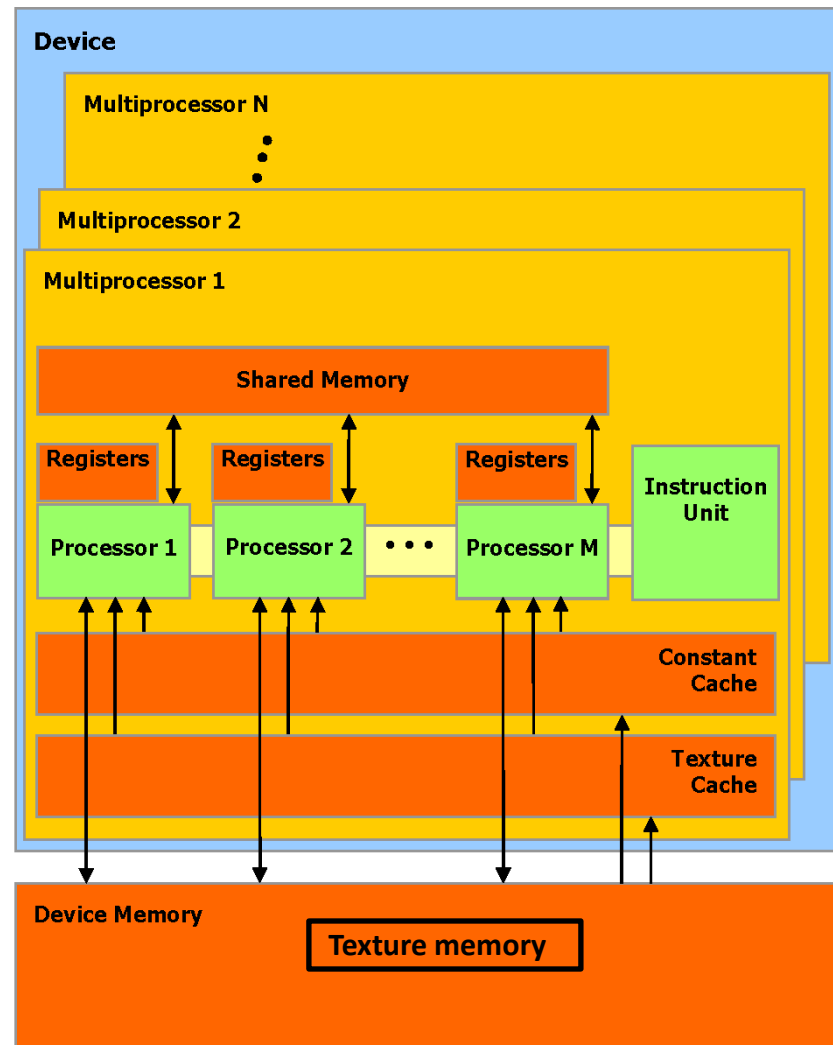 Device
Multiprocessor N
Multiprocessor 2
Multiprocessor 1
Shared Memory
Registers
Registers
Registers
Instruction
Unit
Processor 1
Processor 2
Processor M
Constant
Cache
Texture
Cache
Device Memory
Texture memory